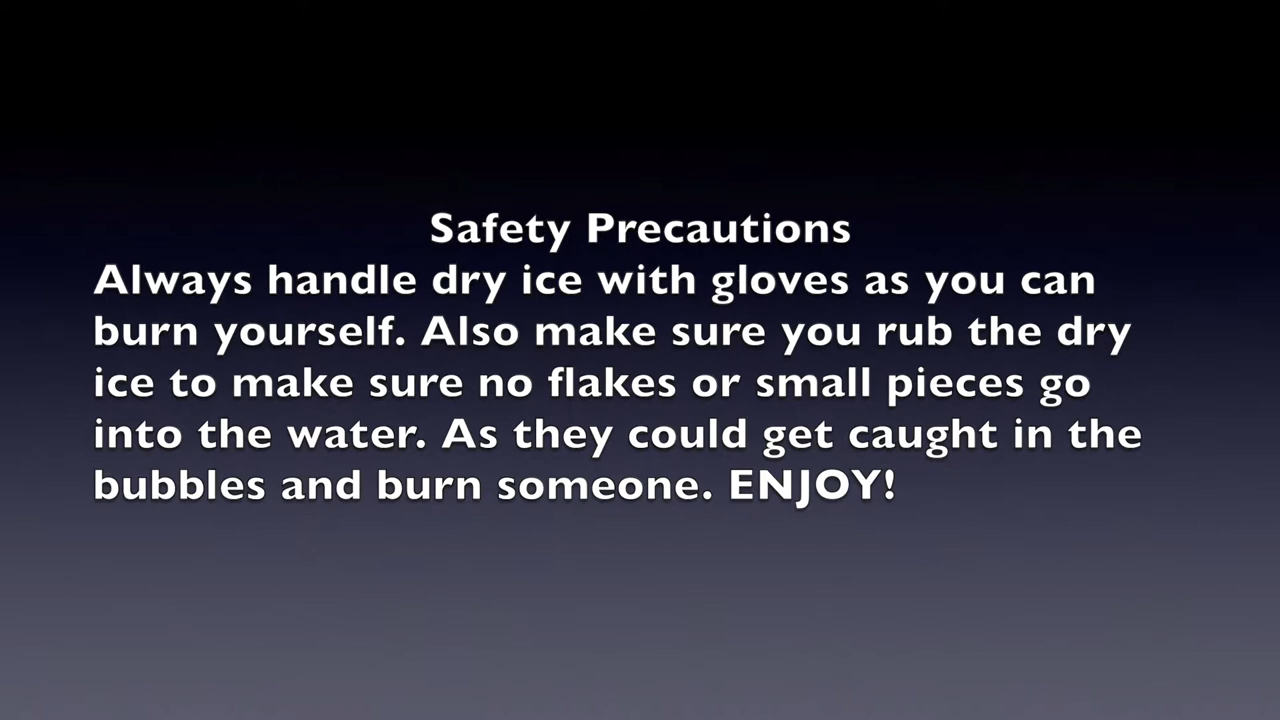 Safety Precautions
Always handle dry ice with gloves as you can
burn yourself. Also make sure you rub the dry
ice to make sure no flakes or small pieces go
into the water. As they could get caught in the
bubbles and burn someone. ENJOY!